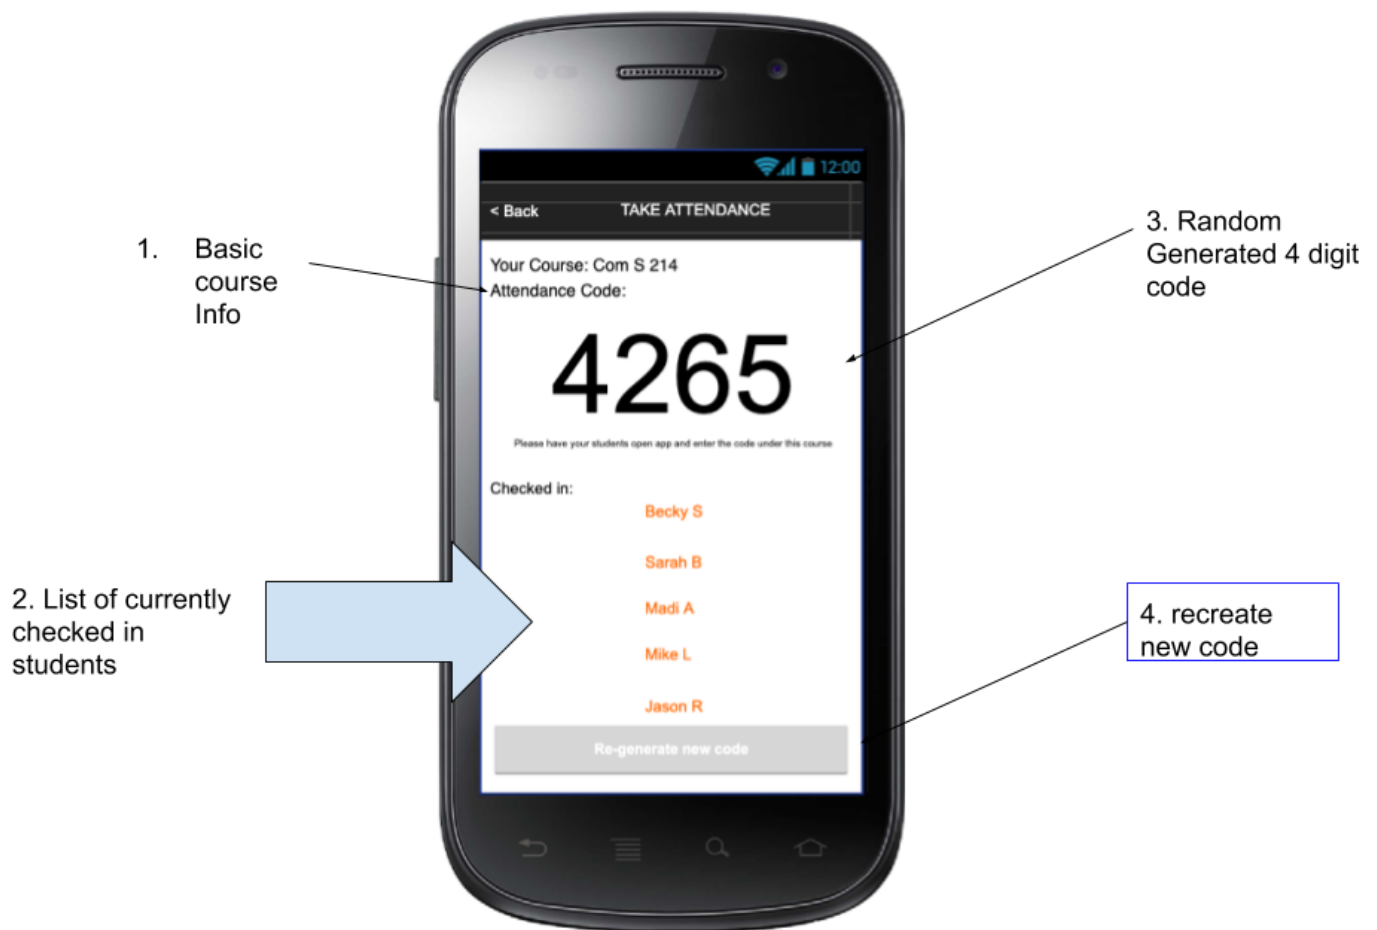 12:00
< Back
TAKE ATTENDANCE
Your Course: Com S 214
Attendance Code:
4265
Please have your students open app and enter the code under this course
Checked in:
Becky S
Sarah B
Madi A
Mike L
Jason R
Re-generate new code
1. Basic
course
Info
2. List of currently
checked in
students
3. Random
Generated 4 digit
code
4. recreate
new code